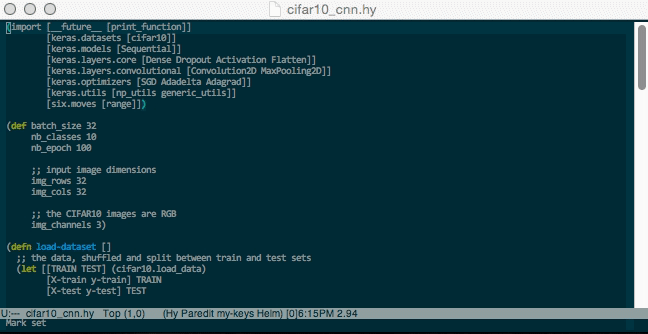 cifar10_cnn.hy
(import [__future__ [print_function]]
[keras.datasets [cifar10]]
[keras.models [Sequential]]
[keras.layers.core [Dense Dropout Activation Flatten]]
[keras.layers.convolutional [Convolution2D MaxPooling2D]]
[keras.optimizers [SGD Adadelta Adagrad]]
[keras.utils [np_utils generic_utils]]
[six.moves [range]])
(def batch_size 32
nb_classes 10
nb_epoch 100
;; input image dimensions
img_rows 32
img_cols 32
;; the CIFAR10 images are RGB
img_channels 3)
(defn load-dataset []
;; the data, shuffled and split between train and test sets
(let [[TRAIN TEST] (cifar10.load_data)
[X-train y-train] TRAIN
[X-test y-test] TEST
U:--- cifar10_cnn.hy Top (1,0) (Hy Paredit my-keys Helm) [0]6:15PM 2.94
Mark set